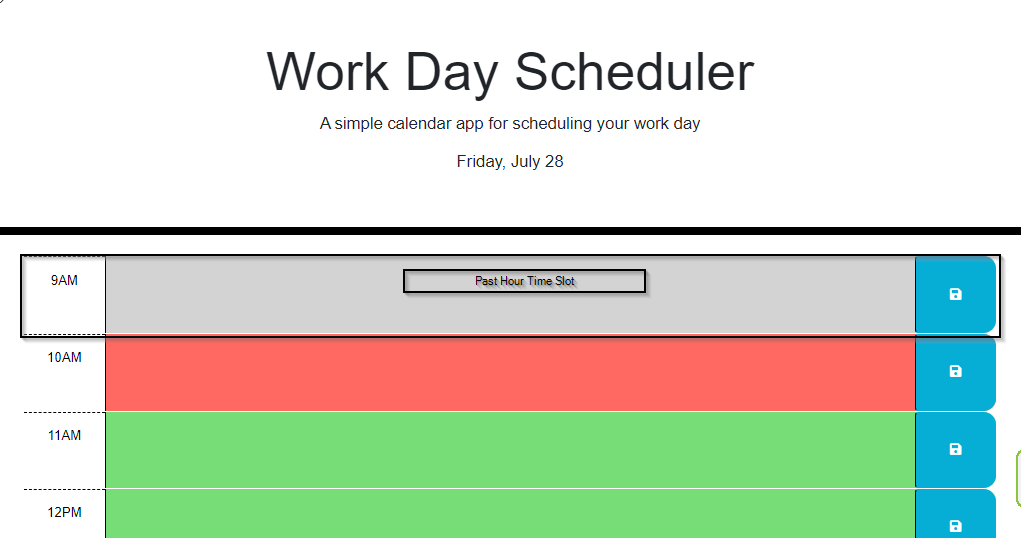 Work Day Scheduler
A simple calendar app for scheduling your work day
Friday, July 28
9AM
Past Hour Time Slot
10AM
11AM
12PM